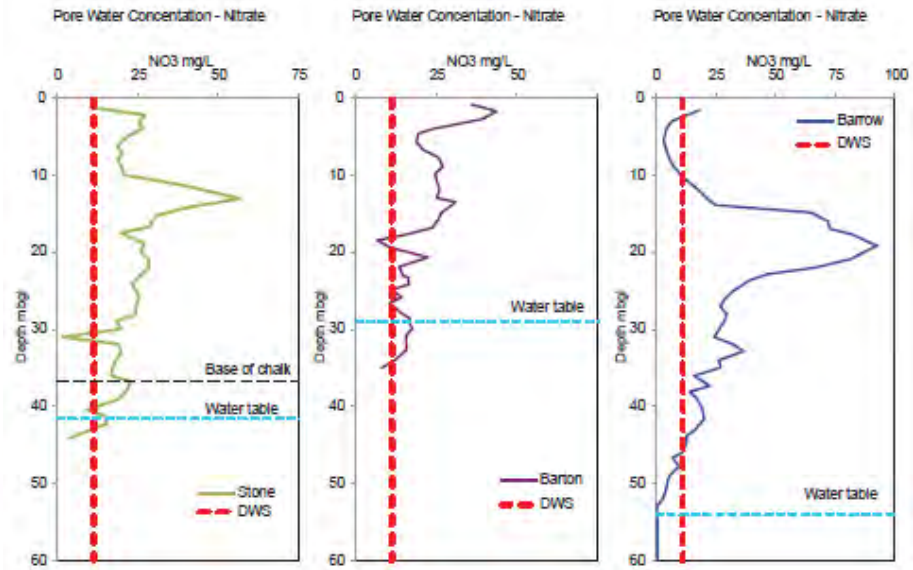 Pore Water Concentation - Nitrate
NO3 mg/L
0 25 50 75
0
10
20
30
40
50
60
Depth mbgl
Base of chalk
Water table
Stone
DWS
Pore Water Concentation - Nitrate
NO3 mg/L
0 25 50
0
10
20
30
40
50
60
Depth mbgl
Water table
Barton
DWS
Pore Water Concentation - Nitrate
NO3 mg/L
0 25 50 75 100
0
10
20
30
40
50
60
Depth mbgl
Barrow
DWS
Water table